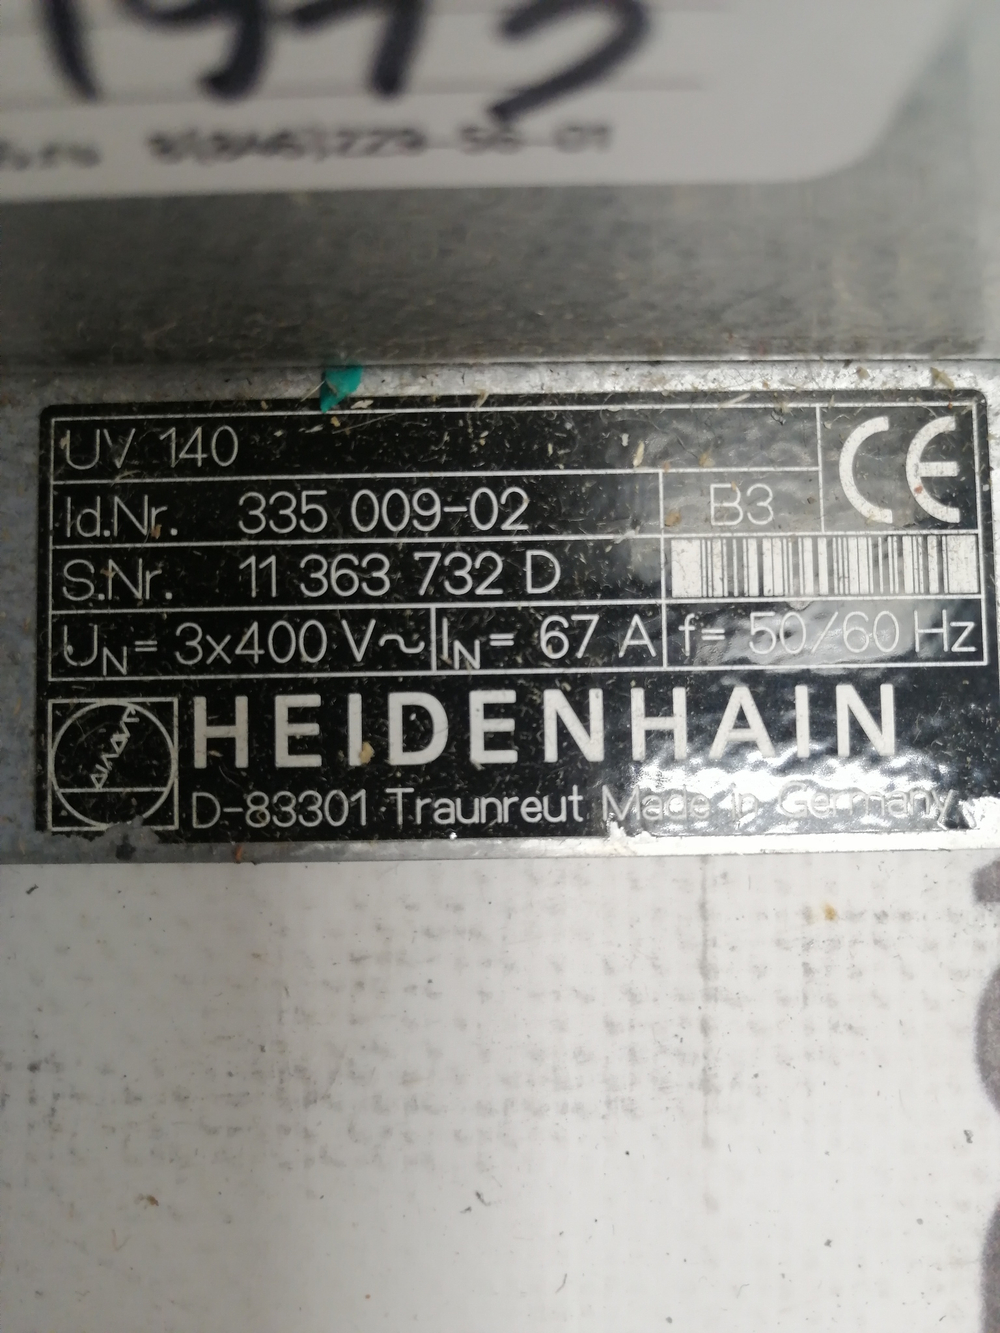 UV 140
Id.Nr. 335 009-02 B3 CE
S.Nr. 11 363 732 D
UN = 3x400 V~ IN = 67 A f= 50/60 Hz
HEIDENHAIN
D-83301 Traunreut Made in Germany